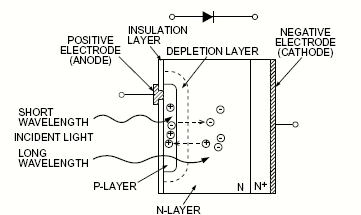 POSITIVE
ELECTRODE
(ANODE)
INSULATION
LAYER
DEPLETION LAYER
NEGATIVE
ELECTRODE
(CATHODE)
SHORT
WAVELENGTH
INCIDENT LIGHT
LONG
WAVELENGTH
P-LAYER
N-LAYER
N
N+